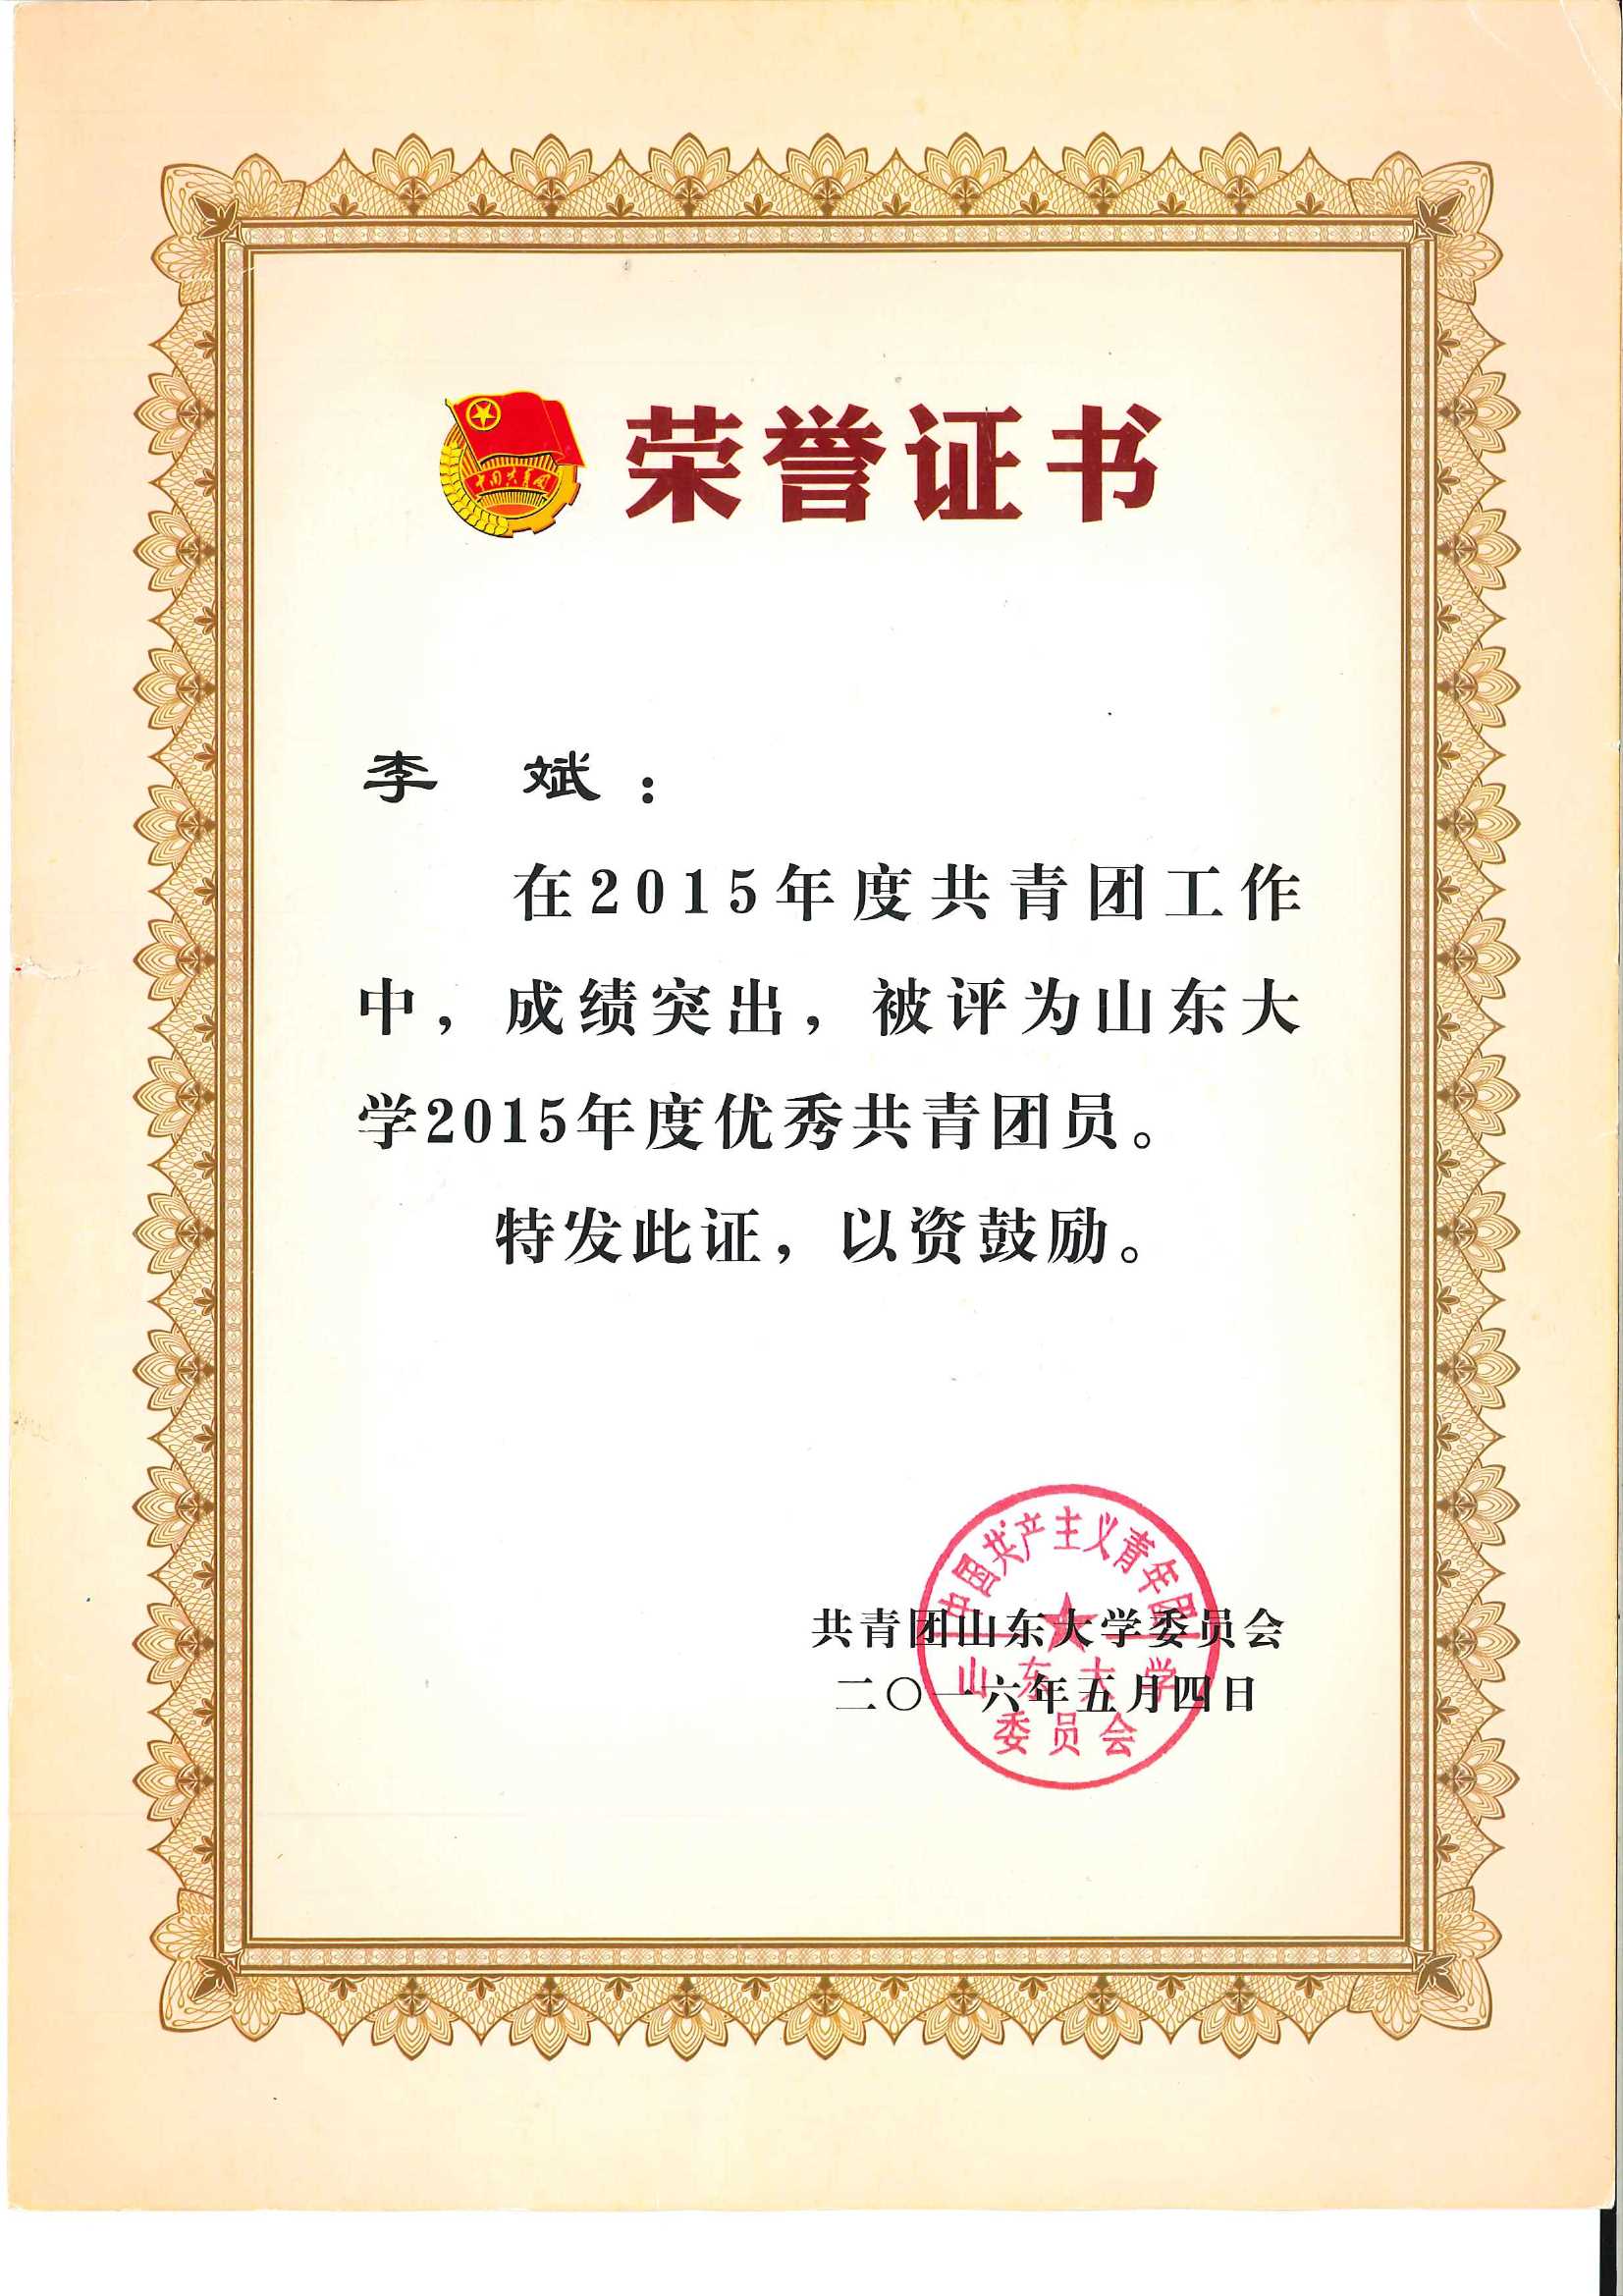 中国共青团
荣誉证书
李 斌：
在2015年度共青团工作
中，成绩突出，被评为山东大
学2015年度优秀共青团员。
特发此证，以资鼓励。
中国共产主义青年团
共青团山东大学委员会
山东大学
二〇一六年五月四日
委员会